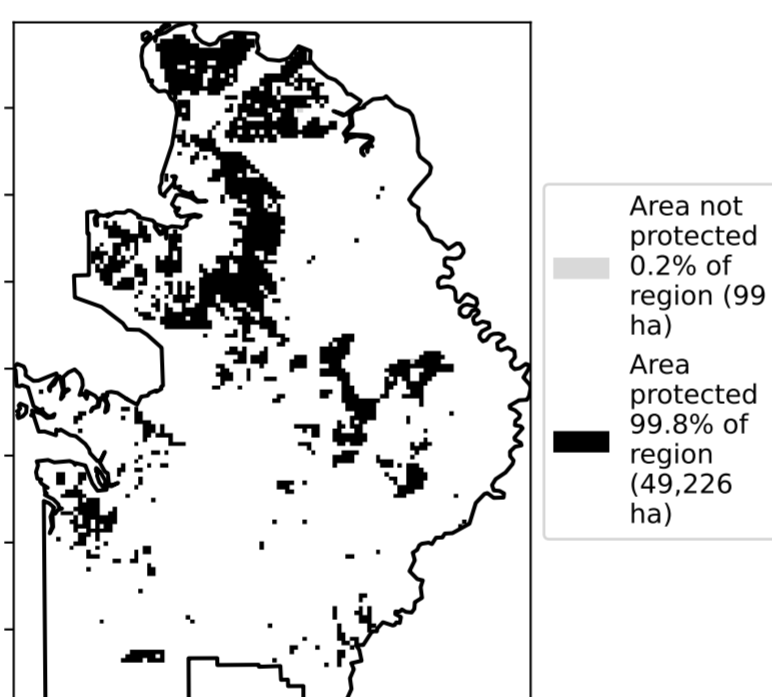 Area not
protected
0.2% of
region (99
ha)
Area
protected
99.8% of
region
(49,226
ha)